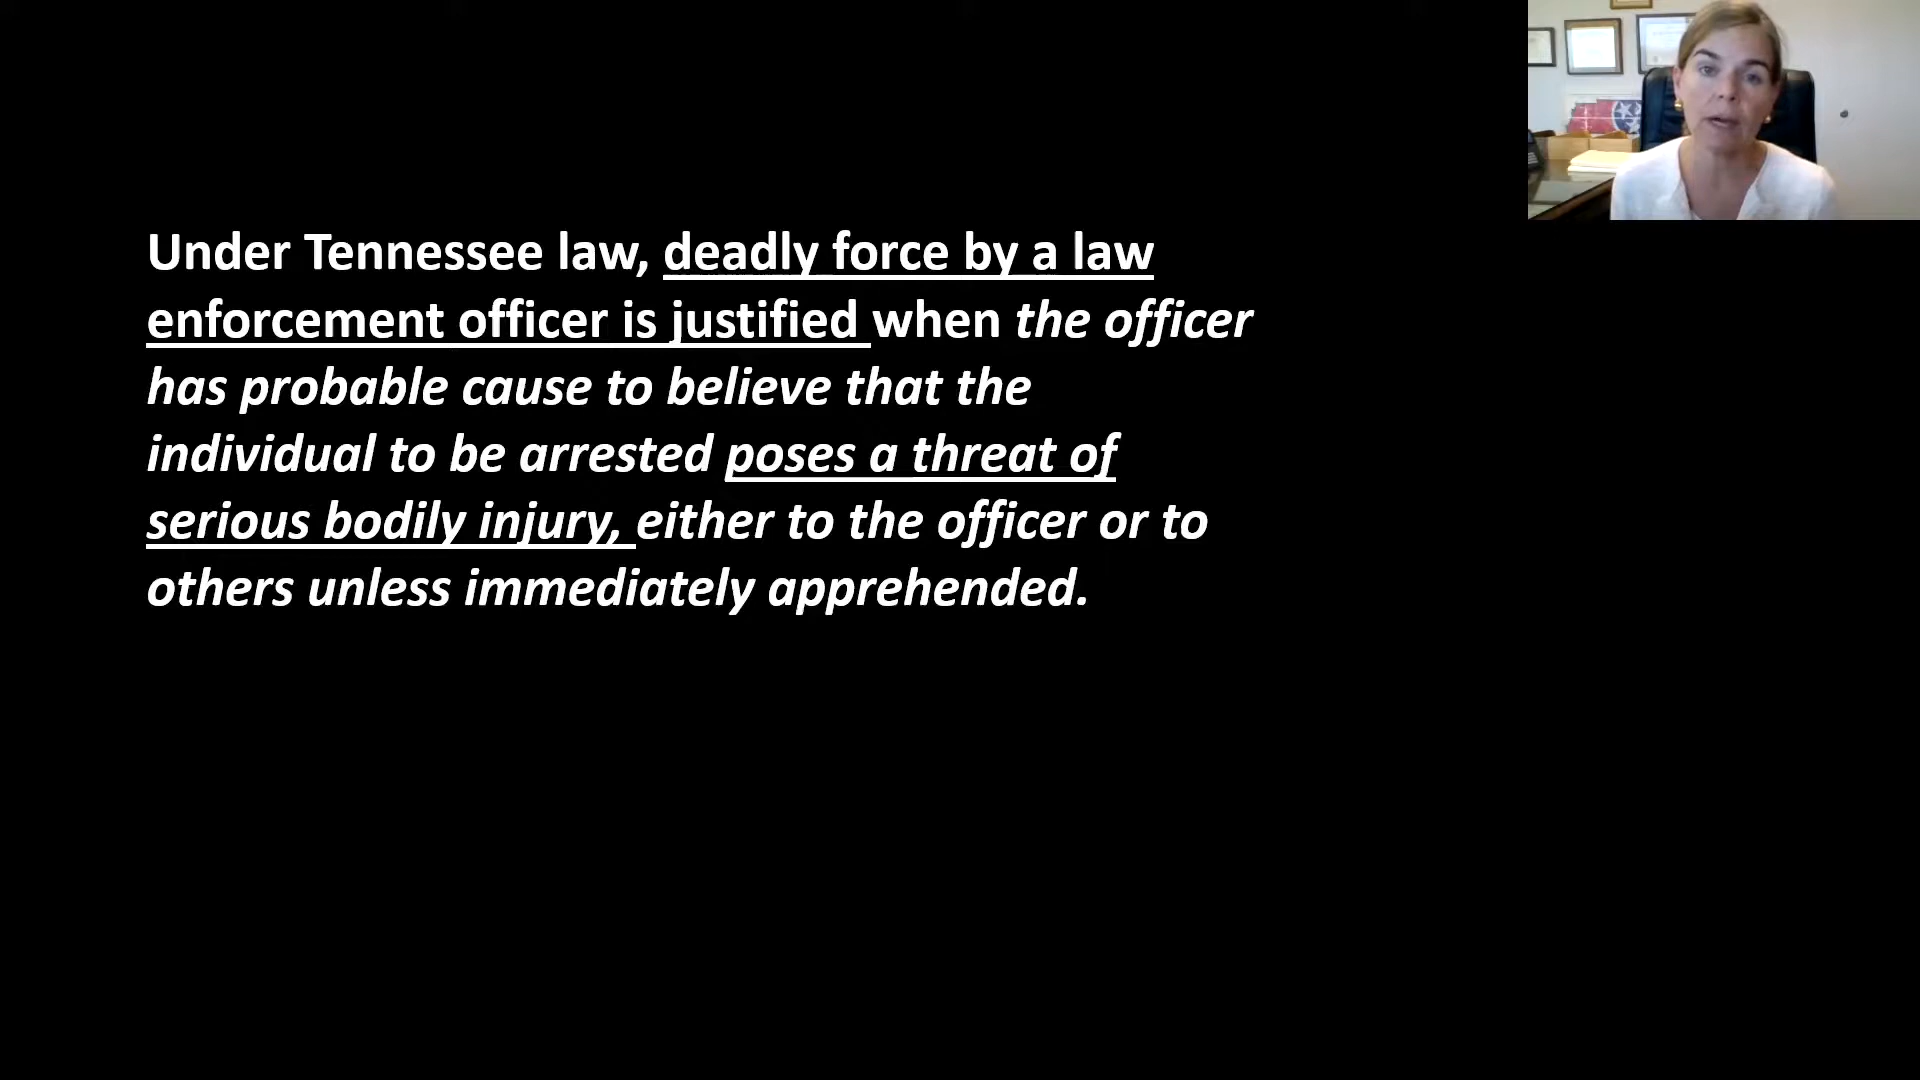 Under Tennessee law, deadly force by a law
enforcement officer is justified when the officer
has probable cause to believe that the
individual to be arrested poses a threat of
serious bodily injury, either to the officer or to
others unless immediately apprehended.